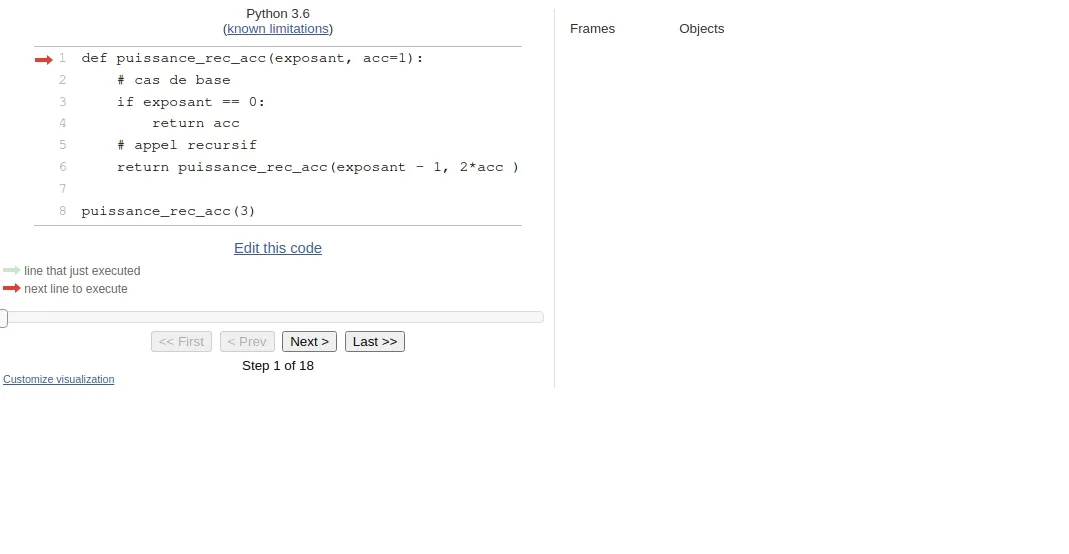 Python 3.6
(known limitations)
1 def puissance_rec_acc(exposant, acc=1):
2 # cas de base
3 if exposant == 0:
4 return acc
5 # appel recursif
6 return puissance_rec_acc(exposant - 1, 2*acc )
7
8 puissance_rec_acc(3)
Edit this code
line that just executed
next line to execute
<< First < Prev Next > Last >>
Step 1 of 18
Customize visualization
Frames Objects